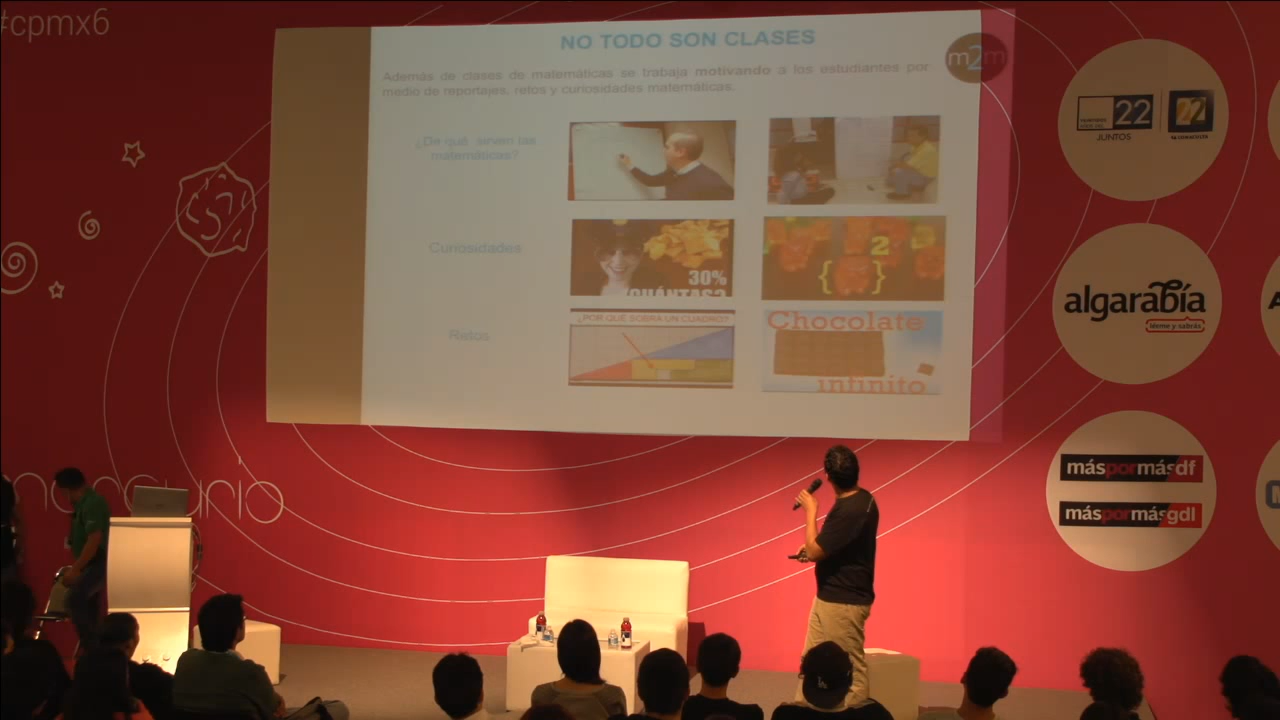 #cpmx6
NO TODO SON CLASES
m2m
Además de clases de matemáticas se trabaja motivando a los estudiantes por
medio de reportajes, retos y curiosidades matemáticas.
¿De qué sirven las
matemáticas?
Curiosidades
30%
¿CUÁNTAS?
{2}
Retos
¿POR QUÉ SOBRA UN CUADRO?
Chocolate
infinito
22
JUNTOS
22
algarabía
léeme y sabrás
máspormásdf
máspormásgdl